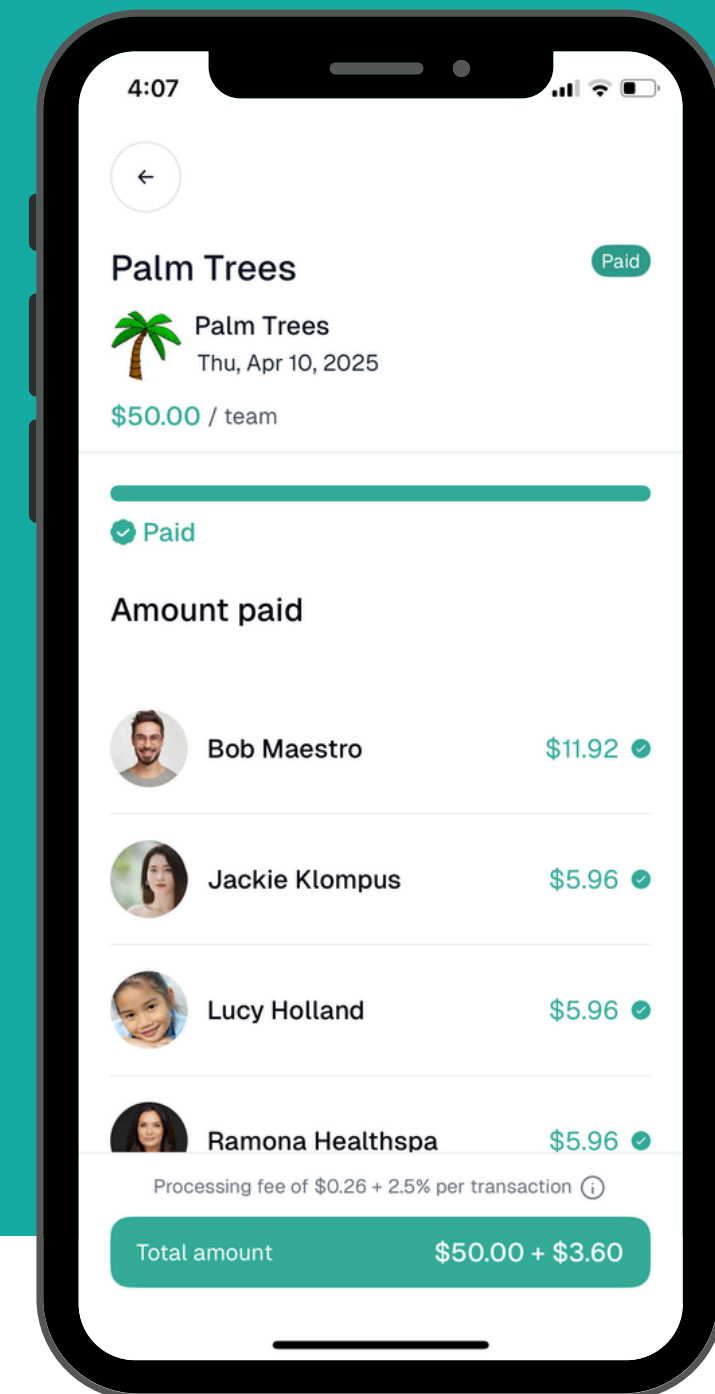 4:07
Palm Trees
Paid
Palm Trees
Thu, Apr 10, 2025
$50.00 / team
Paid
Amount paid
Bob Maestro $11.92
Jackie Klompus $5.96
Lucy Holland $5.96
Ramona Healthspa $5.96
Processing fee of $0.26 + 2.5% per transaction
Total amount $50.00 + $3.60